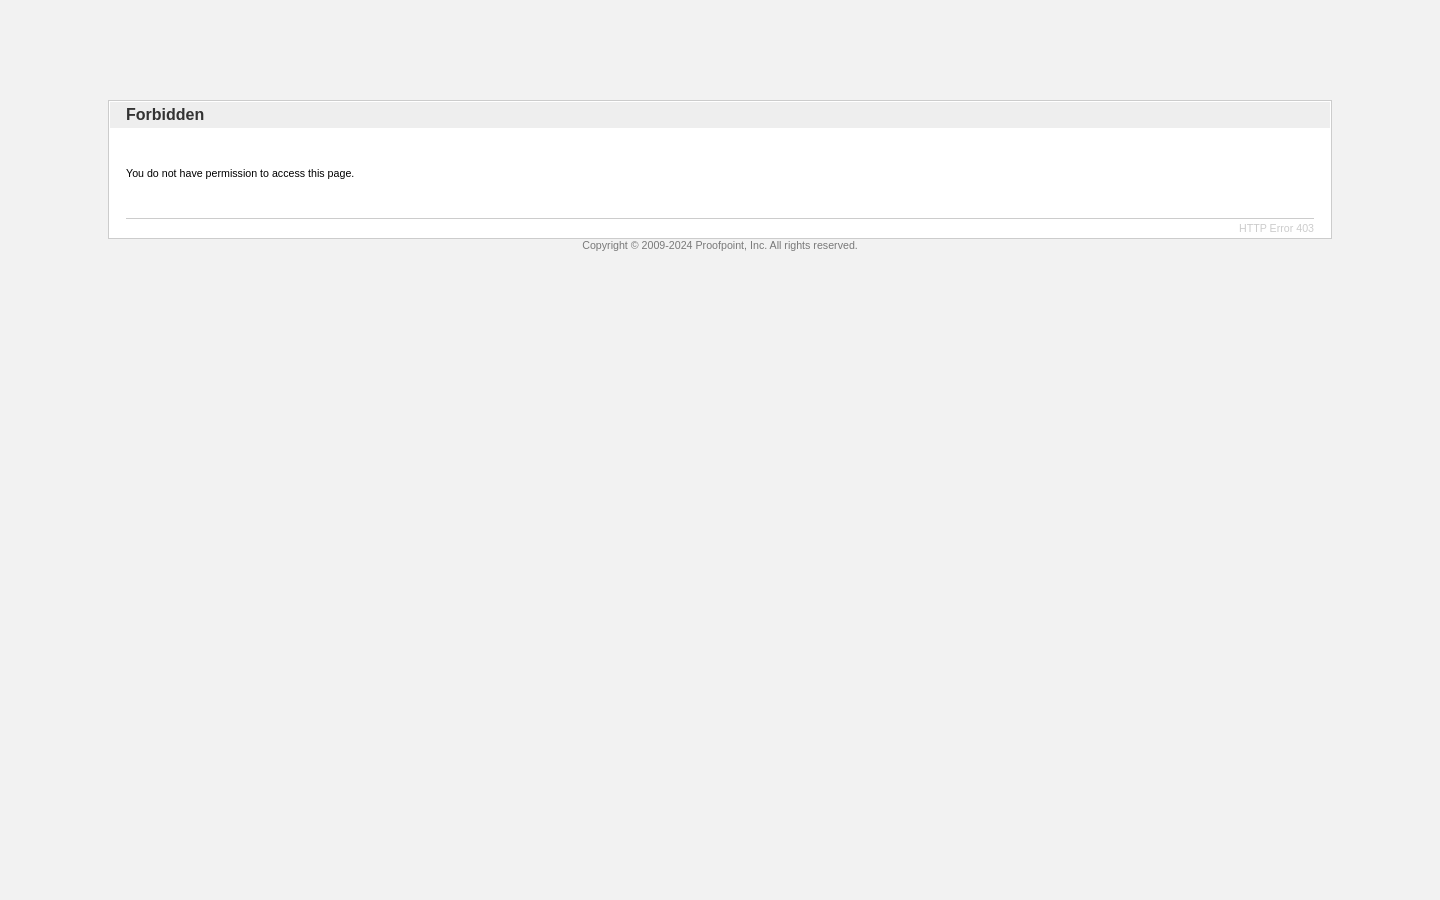 Forbidden
You do not have permission to access this page.
HTTP Error 403
Copyright © 2009-2024 Proofpoint, Inc. All rights reserved.